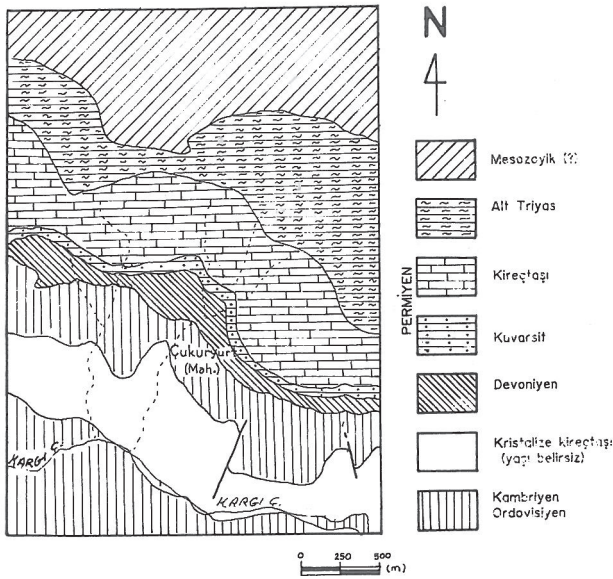 N
Mesozoyik (?)
Alt Triyas
Kireçtaşı
PERMİYEN
Kuvarsit
Devoniyen
Kristalize kireçtaşı
(yaşı belirsiz)
Kambriyen
Ordovisiyen
Çukuryurt
(Mah.)
KARGI Ç.
KARGI Ç.
0 250 500
(m)